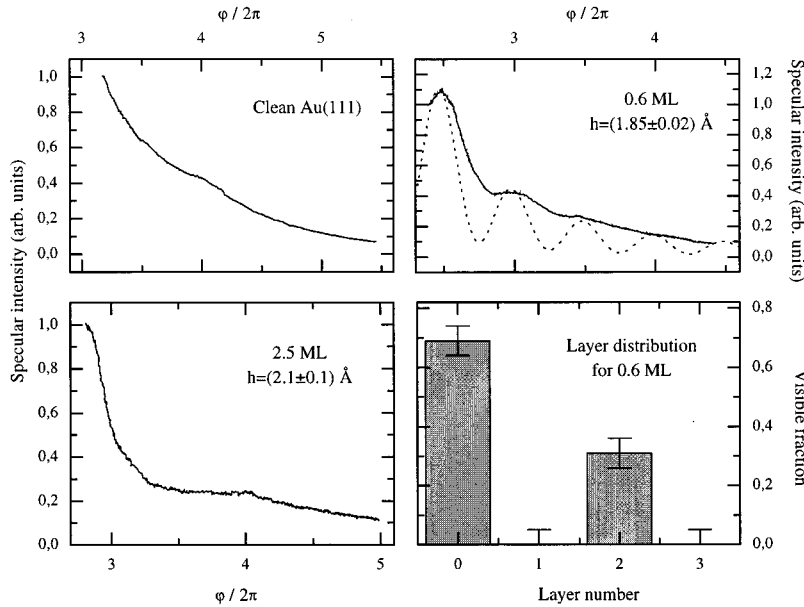 φ / 2π
3 4 5
Specular intensity (arb. units)
1,0
0,8
0,6
0,4
0,2
0,0
Clean Au(111)
φ / 2π
3 4
0.6 ML
h=(1.85±0.02) Å
1,2
1,0
0,8
0,6
0,4
0,2
0,0
Specular intensity (arb. units)
1,0
0,8
0,6
0,4
0,2
0,0
2.5 ML
h=(2.1±0.1) Å
3 4 5
φ / 2π
Layer distribution
for 0.6 ML
0,8
0,6
0,4
0,2
0,0
Visible fraction
0 1 2 3
Layer number